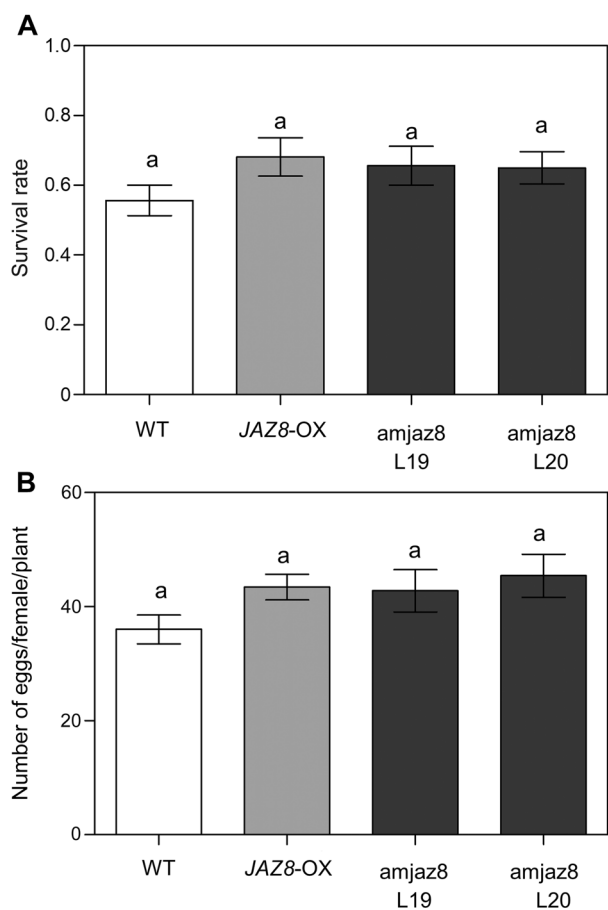 A
Survival rate
1.0
0.8
0.6
0.4
0.2
0
a
a
a
a
WT
JAZ8-OX
amjaz8
L19
amjaz8
L20
B
Number of eggs/female/plant
60
40
20
0
a
a
a
a
WT
JAZ8-OX
amjaz8
L19
amjaz8
L20